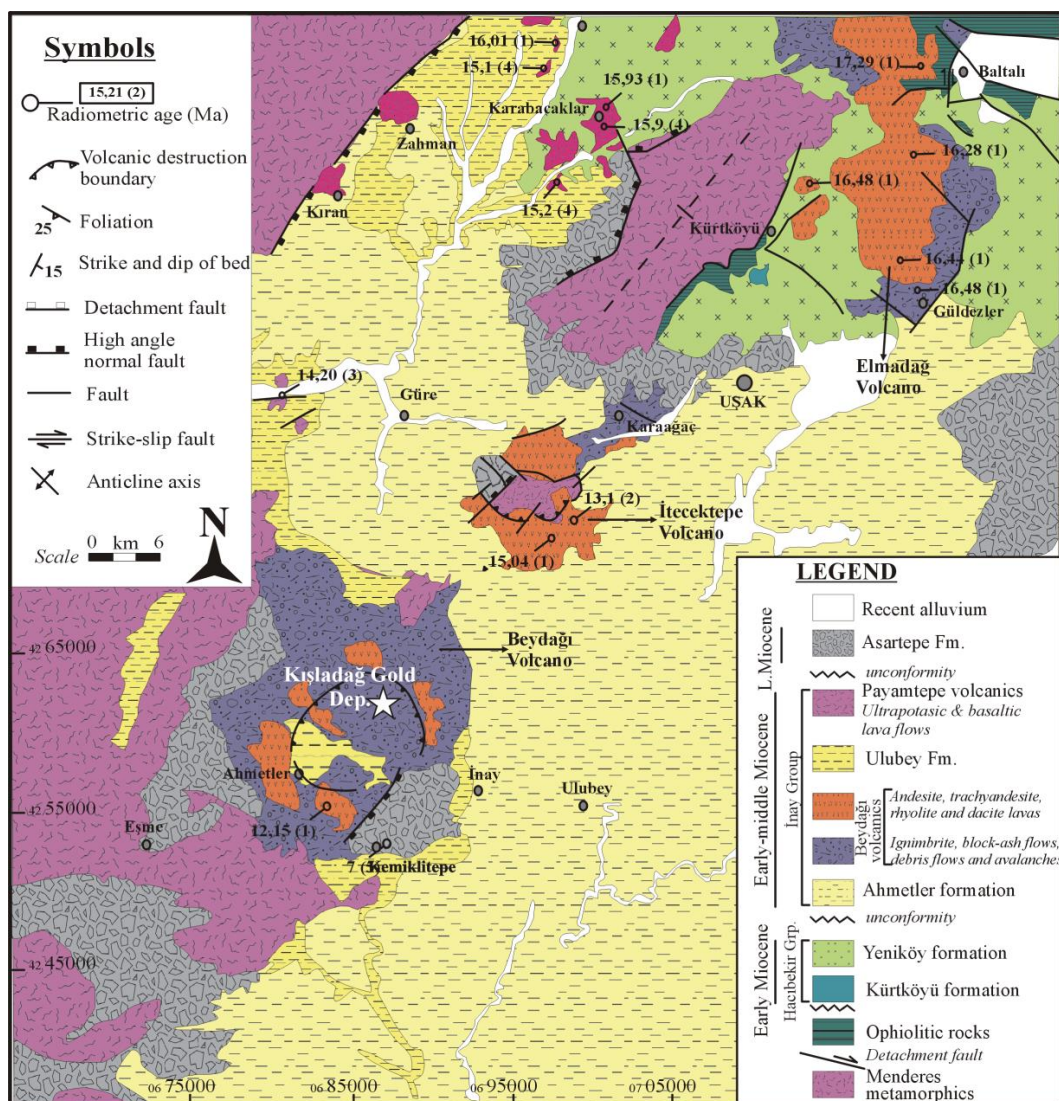 Symbols
15,21 (2)
Radiometric age (Ma)
Volcanic destruction
boundary
25
Foliation
15
Strike and dip of bed
Detachment fault
High angle
normal fault
Fault
Strike-slip fault
Anticline axis
N
Scale 0 km 6
16,01 (1)
15,1 (4)
15,93 (1)
Karabacaklar
15,9 (4)
Zahman
Kıran
15,2 (4)
Kürtköyü
17,29 (1)
Baltalı
16,28 (1)
16,48 (1)
16,44 (1)
16,48 (1)
Güldezler
Elmadağ
Volcano
14,20 (3)
Güre
UŞAK
Karaağaç
13,1 (2)
İtecektepe
Volcano
15,04 (1)
Beydağı
Volcano
Kışladağ Gold
Dep.
Ahmetler
İnay
Ulubey
Eşme
12,15 (1)
7 (5)
Kemiklitepe
42 65000
42 55000
42 45000
06 75000
06 85000
06 95000
07 05000
LEGEND
Recent alluvium
L.Miocene
Asartepe Fm.
unconformity
Early-middle Miocene
İnay Group
Payamtepe volcanics
Ultrapotasic & basaltic
lava flows
Ulubey Fm.
Beydağı
volcanics
Andesite, trachyandesite,
rhyolite and dacite lavas
Ignimbrite, block-ash flows,
debris flows and avalanches
Ahmetler formation
unconformity
Early Miocene
Hacıbekir Grp.
Yeniköy formation
Kürtköyü formation
Ophiolitic rocks
Detachment fault
Menderes
metamorphics